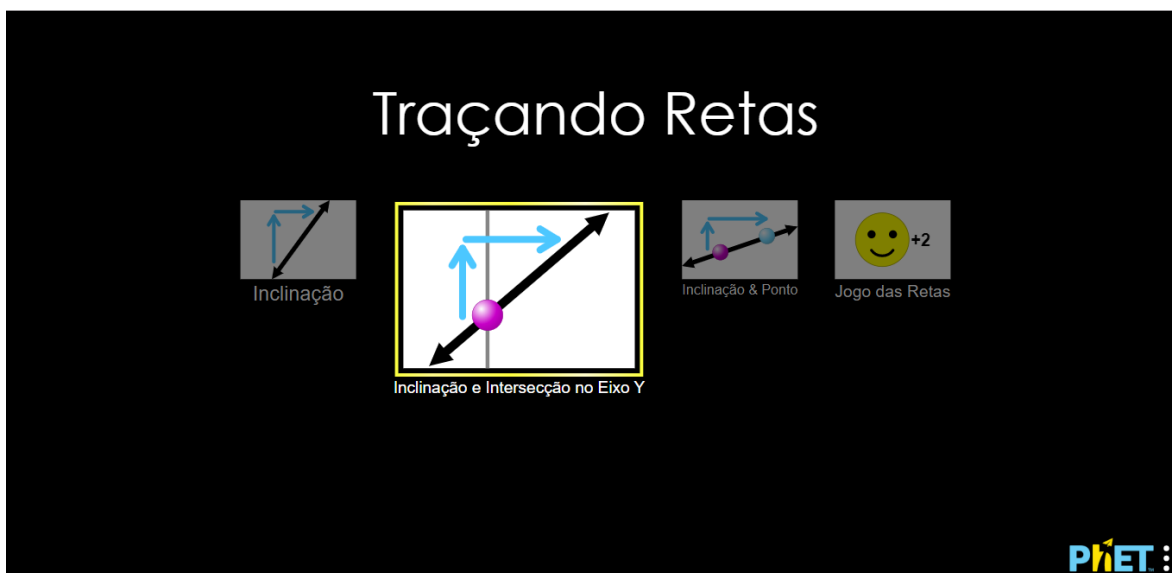 Traçando Retas
Inclinação
Inclinação e Intersecção no Eixo Y
Inclinação & Ponto
+2
Jogo das Retas
PhET